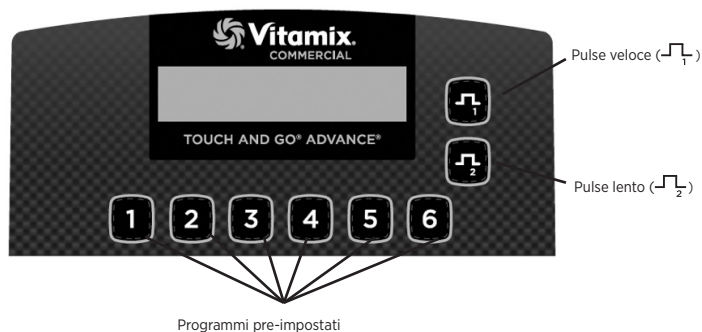 Vitamix.
COMMERCIAL
Pulse veloce ( 1 )
1
TOUCH AND GO® ADVANCE®
2
Pulse lento ( 2 )
1 2 3 4 5 6
Programmi pre-impostati